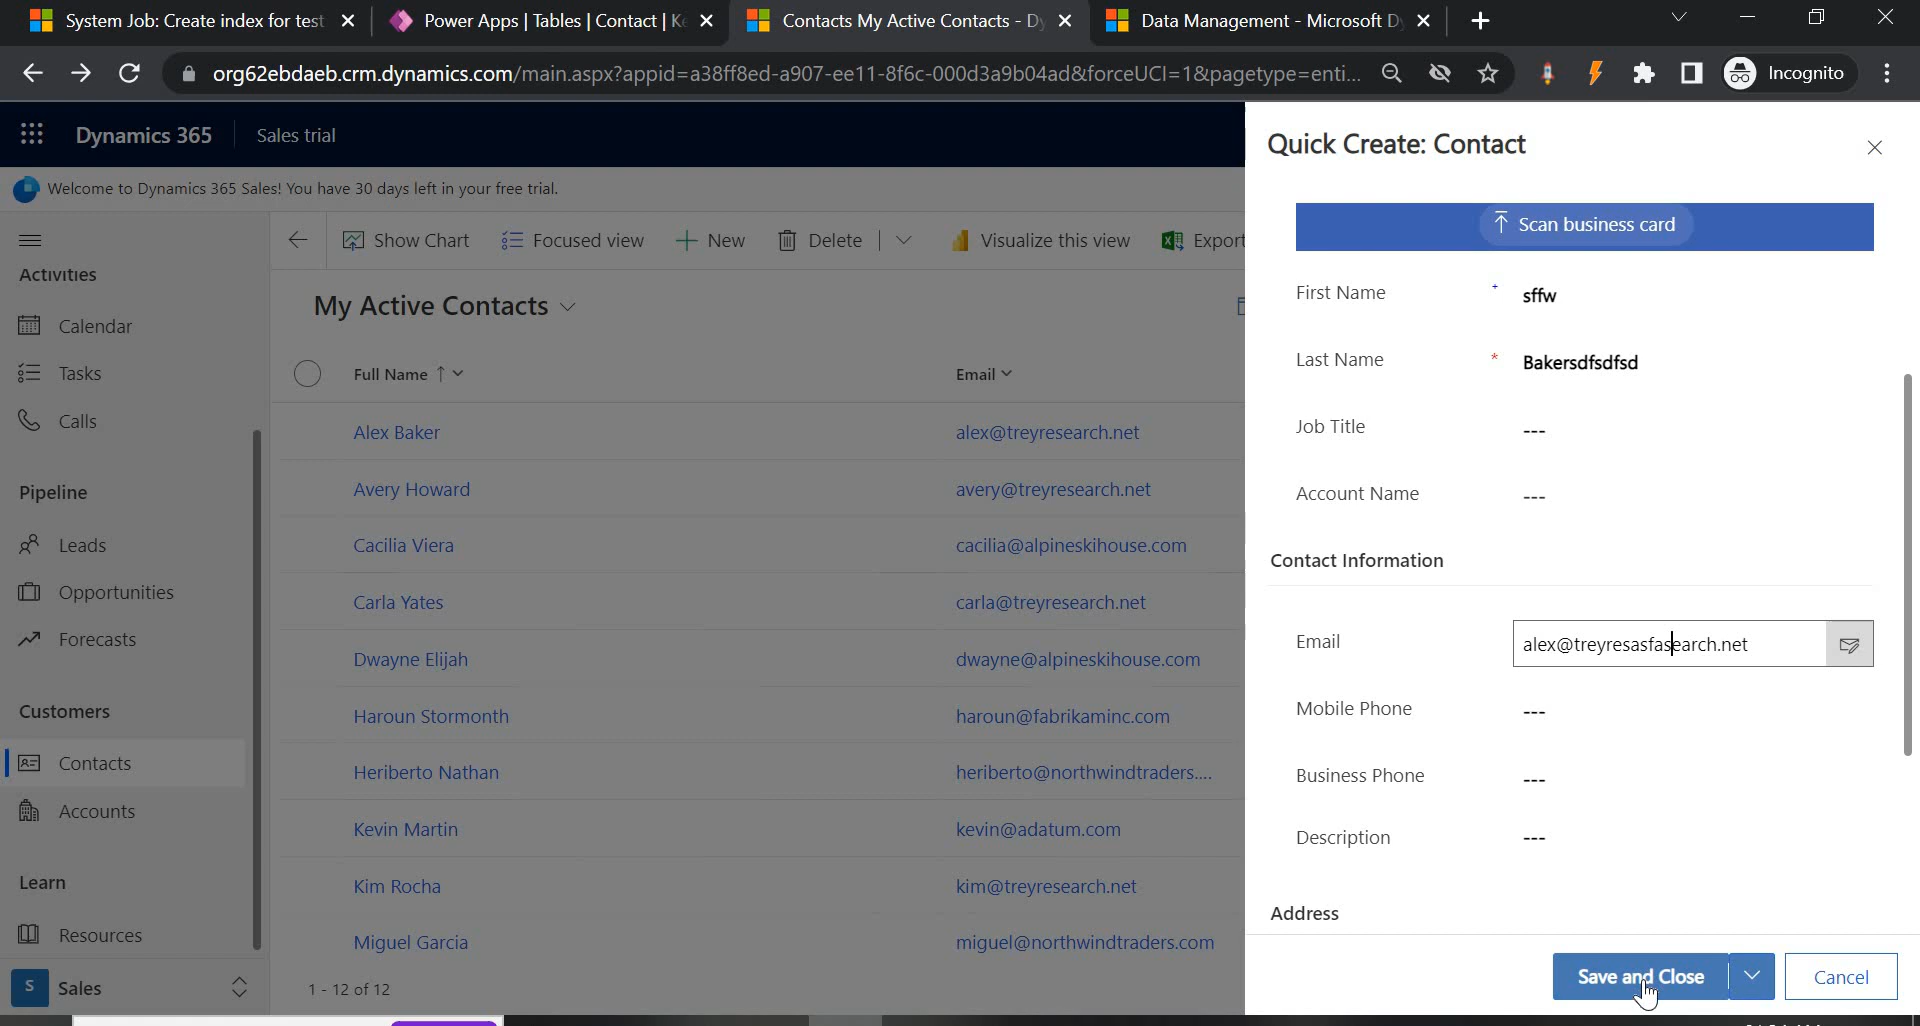 System Job: Create index for test
Power Apps | Tables | Contact | Ke
Contacts My Active Contacts - Dy
Data Management - Microsoft Dy
org62ebdaeb.crm.dynamics.com/main.aspx?appid=a38ff8ed-a907-ee11-8f6c-000d3a9b04ad&forceUCI=1&pagetype=enti...
Incognito
Dynamics 365
Sales trial
Welcome to Dynamics 365 Sales! You have 30 days left in your free trial.
Activities
Calendar
Tasks
Calls
Pipeline
Leads
Opportunities
Forecasts
Customers
Contacts
Accounts
Learn
Resources
S Sales
Show Chart
Focused view
New
Delete
Visualize this view
Export
My Active Contacts
Full Name ↑
Email
Alex Baker
alex@treyresearch.net
Avery Howard
avery@treyresearch.net
Cacilia Viera
cacilia@alpineskihouse.com
Carla Yates
carla@treyresearch.net
Dwayne Elijah
dwayne@alpineskihouse.com
Haroun Stormonth
haroun@fabrikaminc.com
Heriberto Nathan
heriberto@northwindtraders....
Kevin Martin
kevin@adatum.com
Kim Rocha
kim@treyresearch.net
Miguel Garcia
miguel@northwindtraders.com
1 - 12 of 12
Quick Create: Contact
Scan business card
First Name + sffw
Last Name * Bakersdfsdfsd
Job Title ---
Account Name ---
Contact Information
Email alex@treyresasfasearch.net
Mobile Phone ---
Business Phone ---
Description ---
Address
Save and Close
Cancel